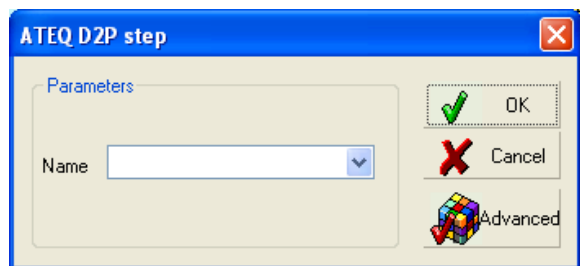 ATEQ D2P step
Parameters
Name
OK
Cancel
Advanced